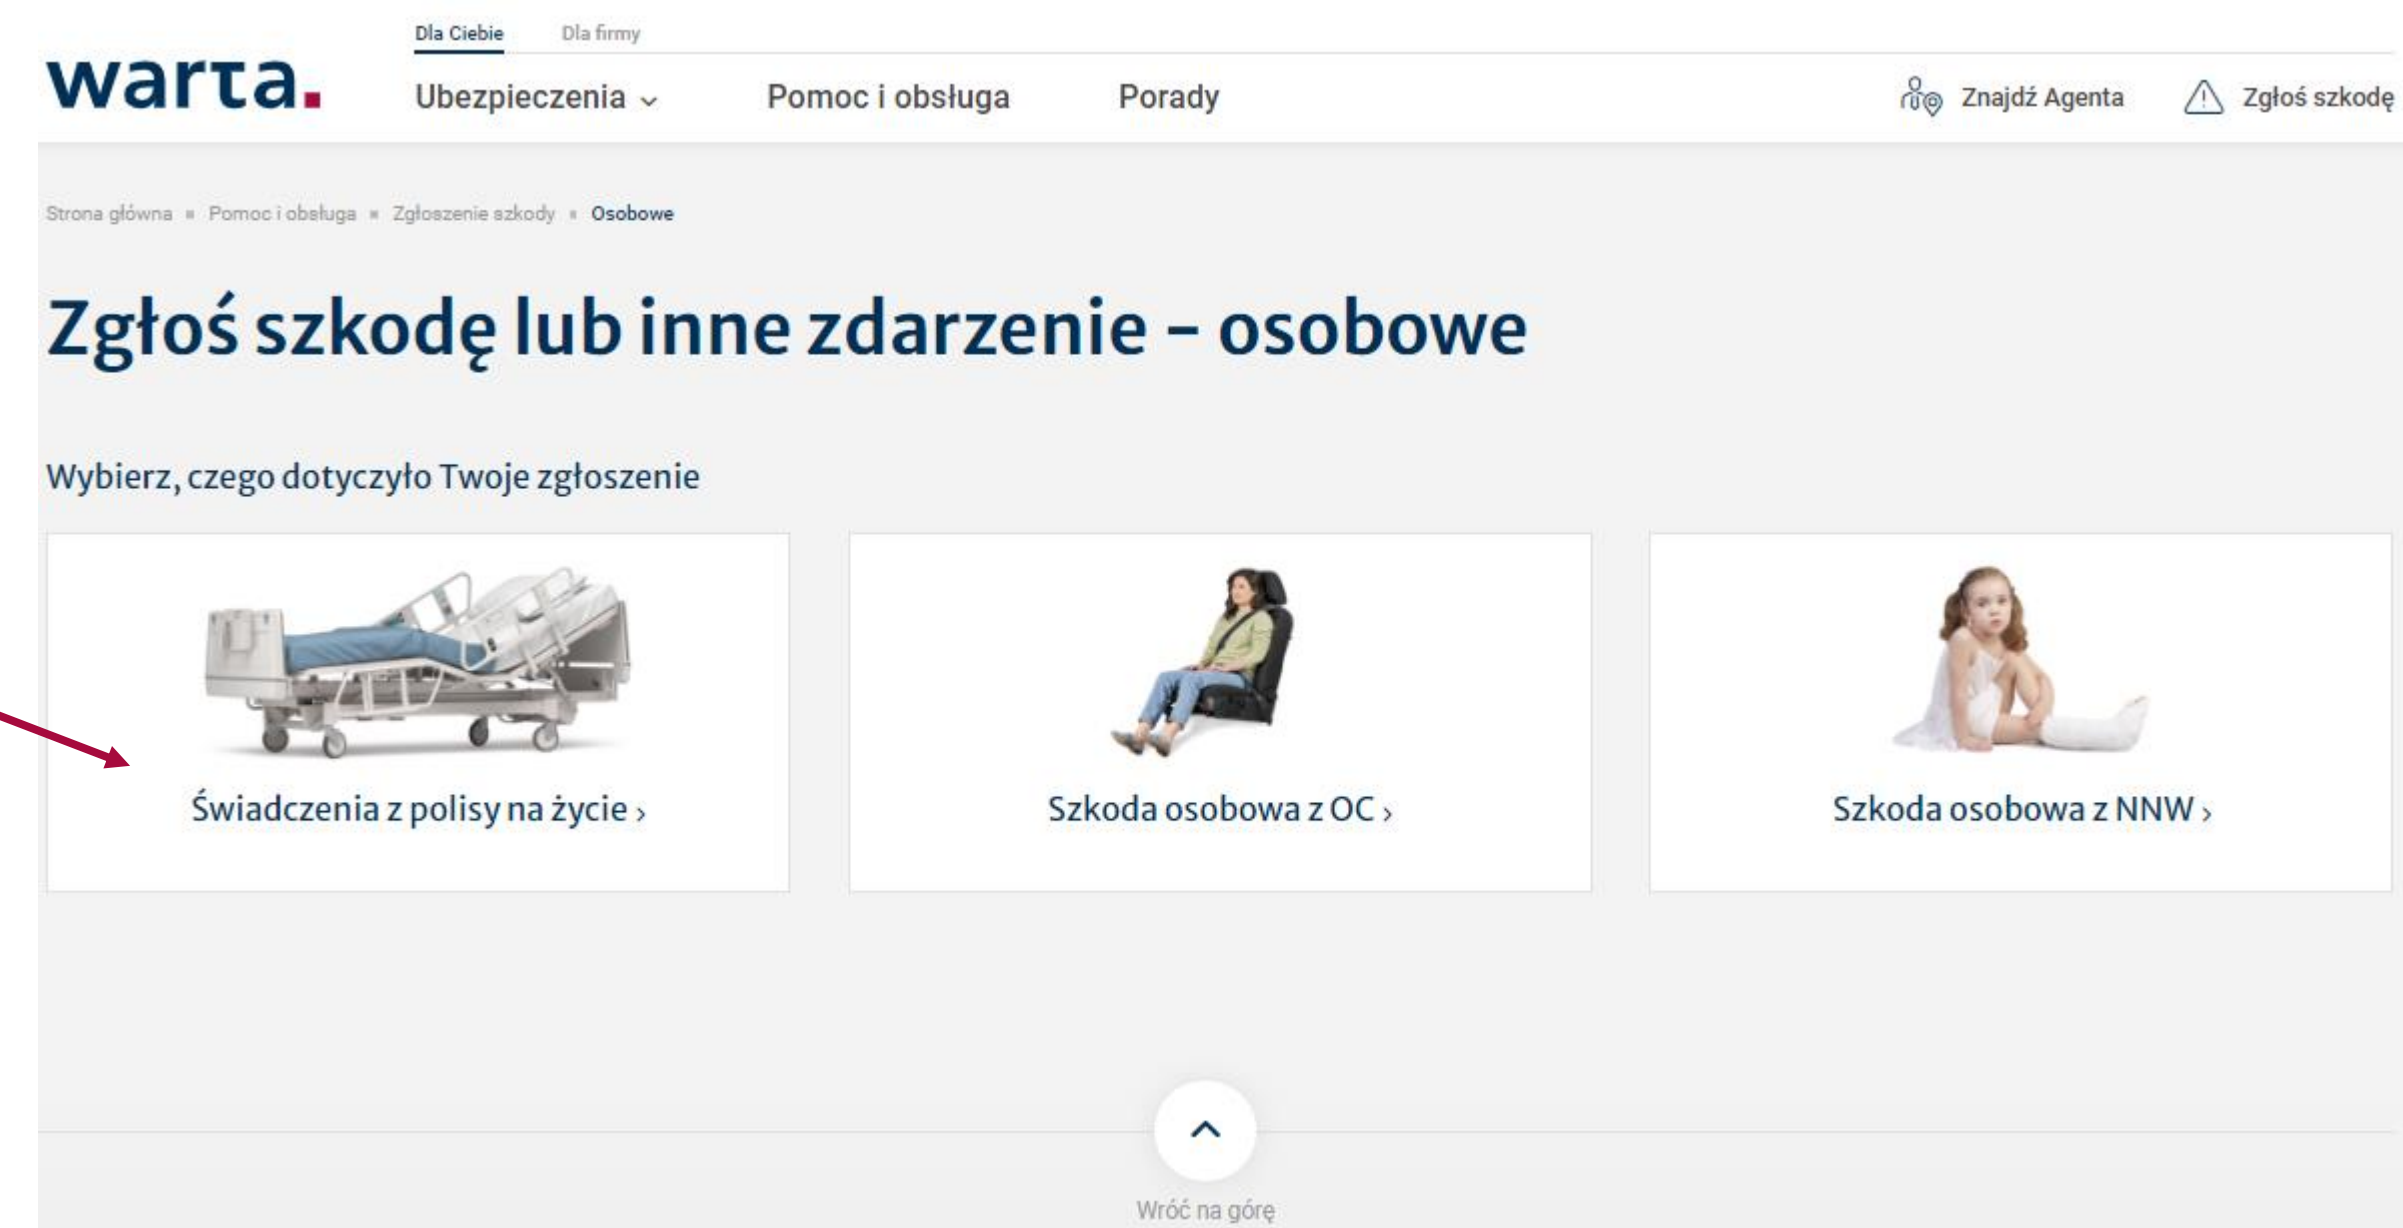 Dla Ciebie Dla firmy
warta.
Ubezpieczenia Pomoc i obsługa Porady Znajdź Agenta Zgłoś szkodę
Strona główna Pomoc i obsługa Zgłoszenie szkody Osobowe
Zgłoś szkodę lub inne zdarzenie – osobowe
Wybierz, czego dotyczyło Twoje zgłoszenie
Świadczenia z polisy na życie ›
Szkoda osobowa z OC ›
Szkoda osobowa z NNW ›
Wróć na górę